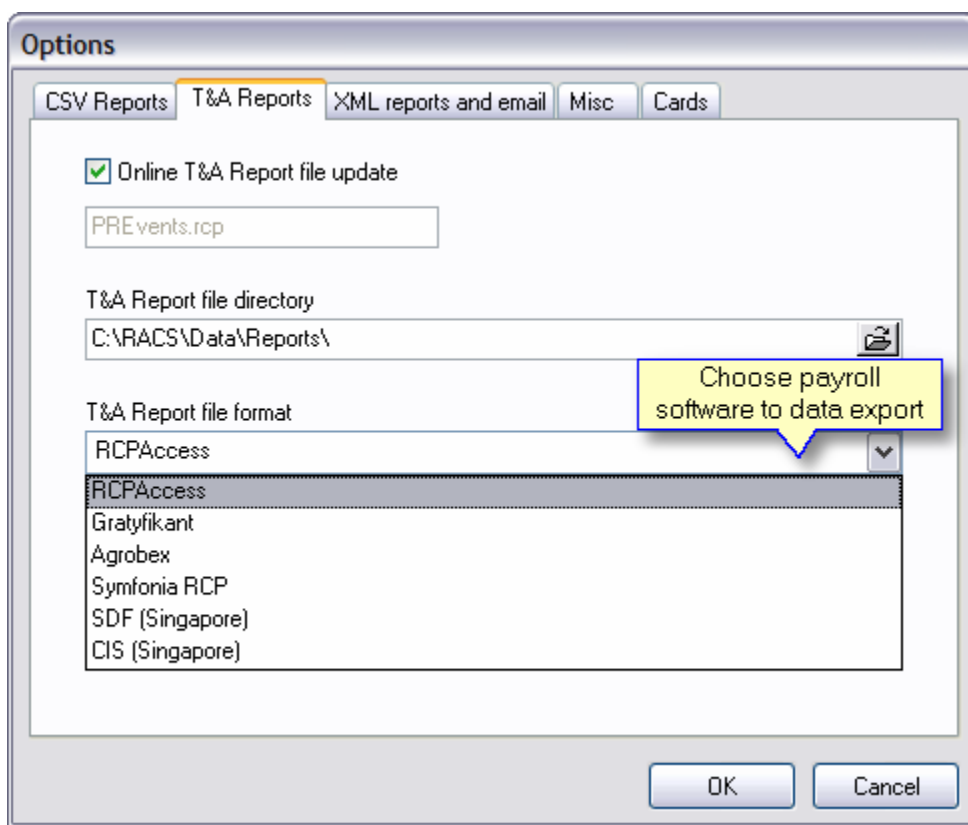 Options
CSV Reports T&A Reports XML reports and email Misc Cards
Online T&A Report file update
PREvents.rcp
T&A Report file directory
C:\RACS\Data\Reports\
Choose payroll
software to data export
T&A Report file format
RCPAccess
RCPAccess
Gratyfikant
Agrobex
Symfonia RCP
SDF (Singapore)
CIS (Singapore)
OK Cancel